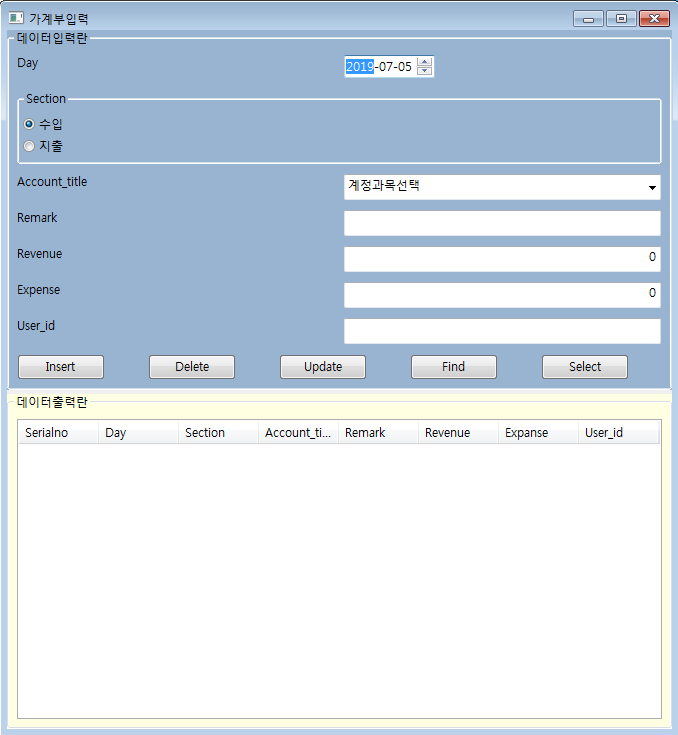 가계부입력
데이터입력란
Day
2019-07-05
Section
수입
지출
Account_title
계정과목선택
Remark
Revenue
0
Expense
0
User_id
Insert Delete Update Find Select
데이터출력란
Serialno Day Section Account_ti... Remark Revenue Expanse User_id